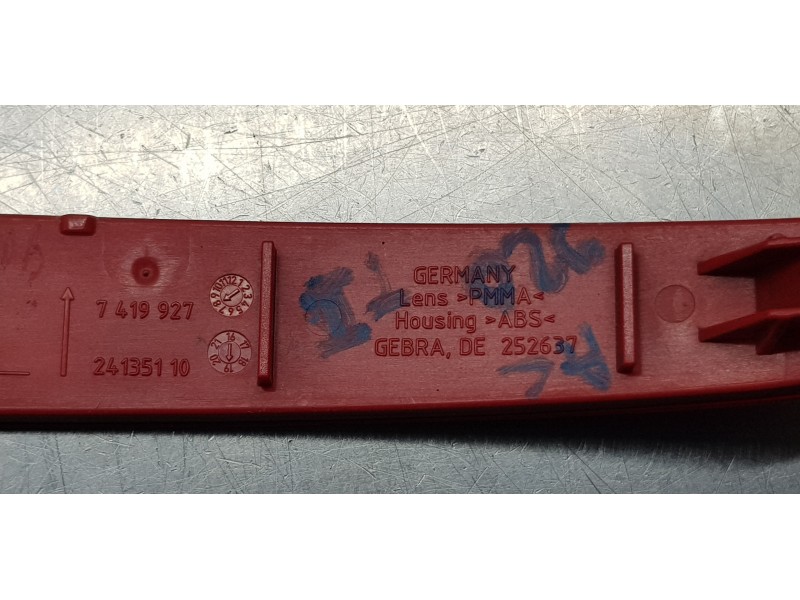 7 419 927
241351 10
GERMANY
Lens >PMMA<
Housing >ABS<
GEBRA, DE 252637